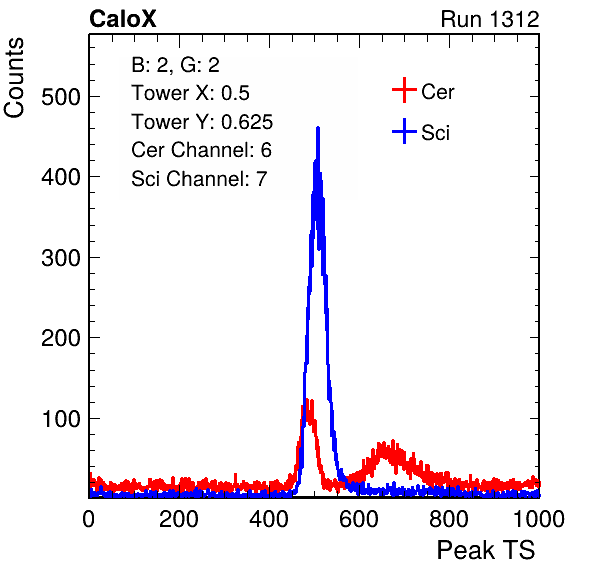 CaloX
Run 1312
Counts
B: 2, G: 2
Tower X: 0.5
Tower Y: 0.625
Cer Channel: 6
Sci Channel: 7
Cer
Sci
500
400
300
200
100
0 200 400 600 800 1000
Peak TS